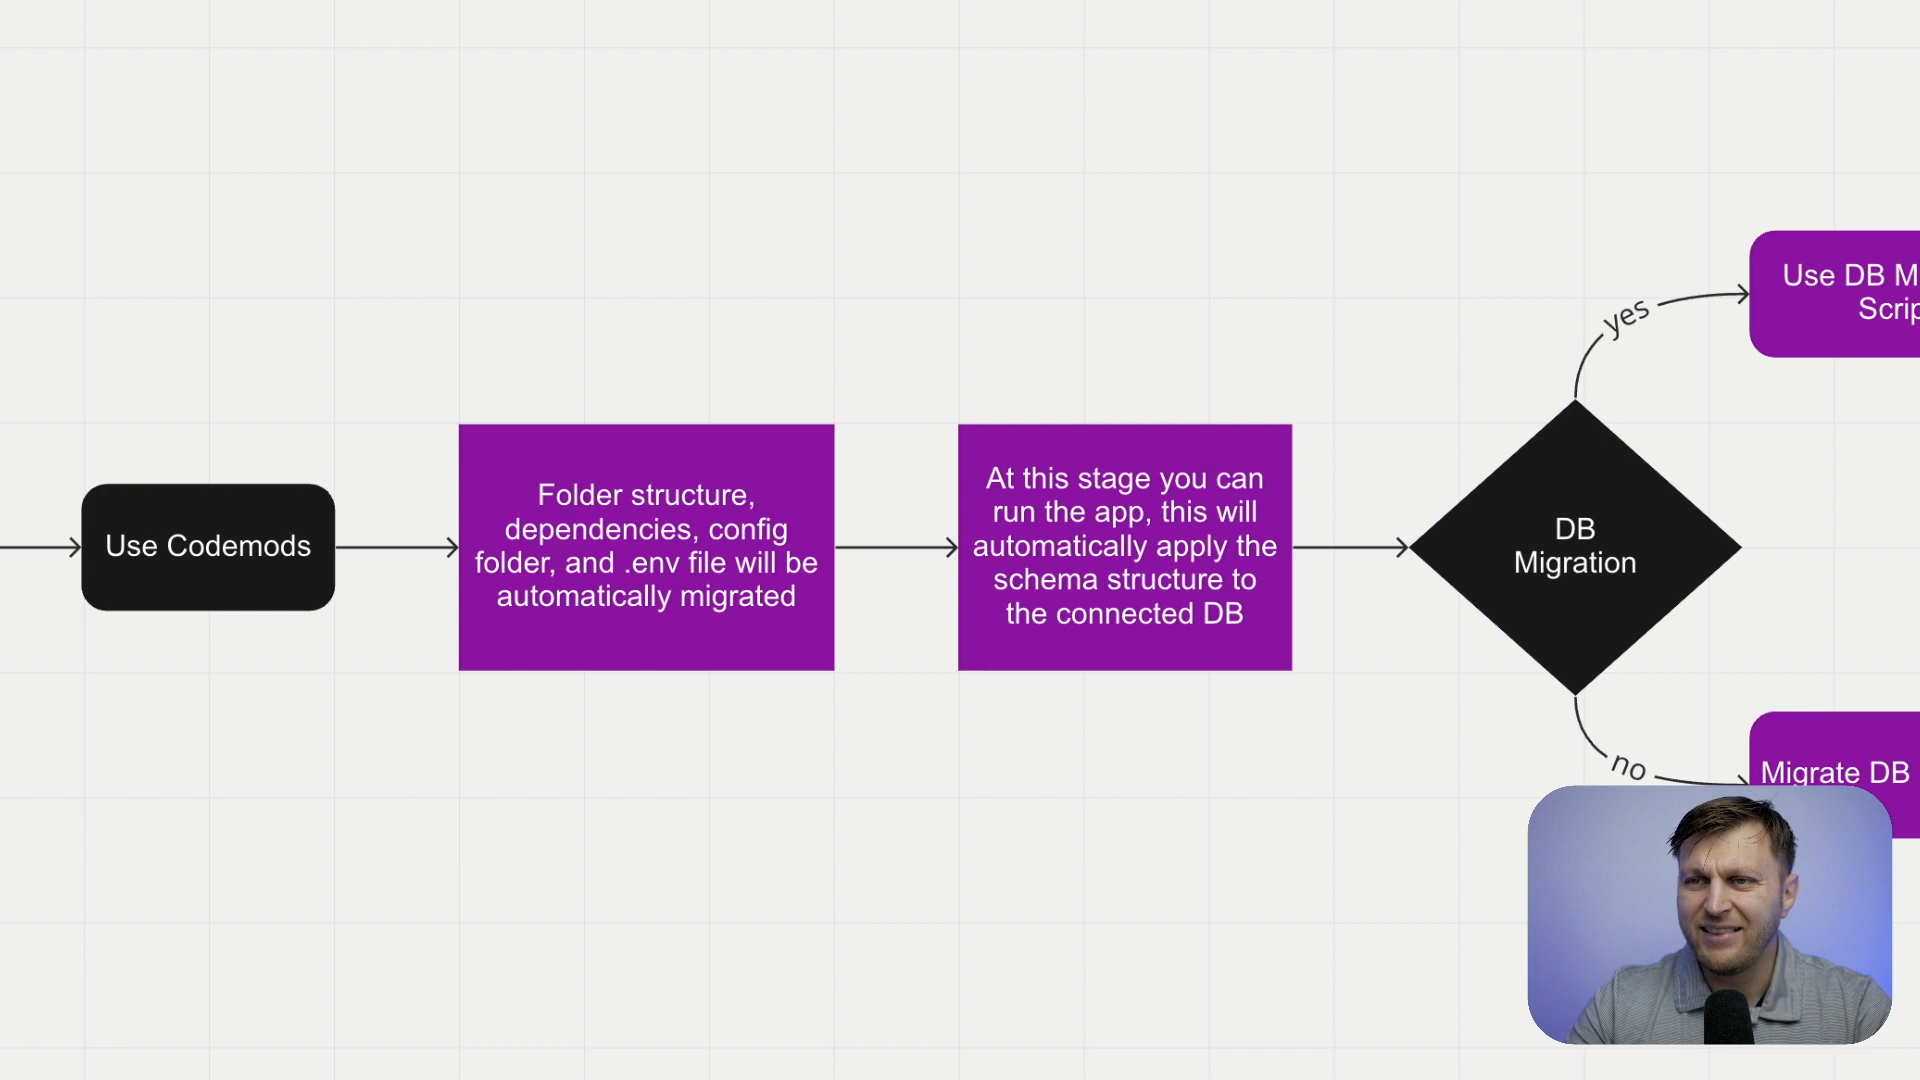 Use Codemods
Folder structure,
dependencies, config
folder, and .env file will be
automatically migrated
At this stage you can
run the app, this will
automatically apply the
schema structure to
the connected DB
DB
Migration
yes
Use DB
no
Migrate DB